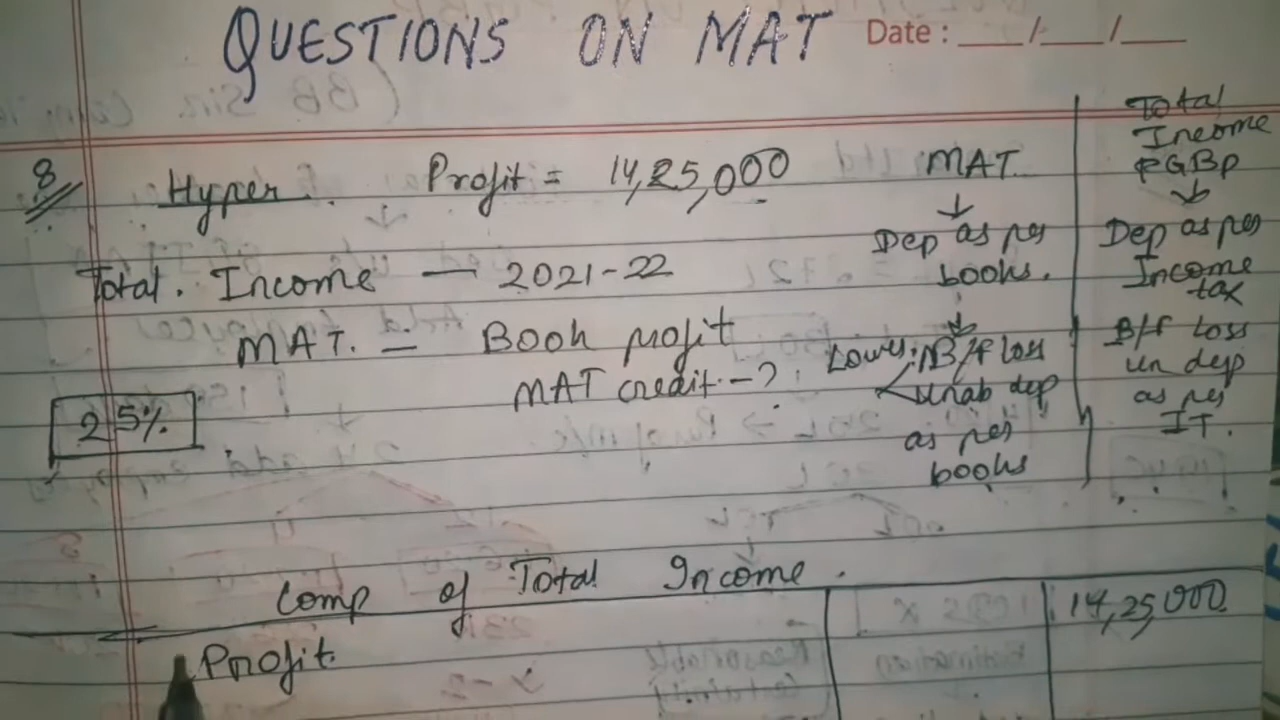 QUESTIONS ON MAT Date : ___/___/___
8
Hyper Profit = 14,25,000
Total. Income — 2021-22
MAT. = Book profit
MAT credit - ?
25%
MAT
↓
Dep as per
books.
↓
Lower: B/f loss
unab dep
as per
books
Total
Income
PGBP
↓
Dep as per
Income
tax
B/f Loss
un dep
as per
IT.
Comp of Total Income.
Profit. 14,25,000